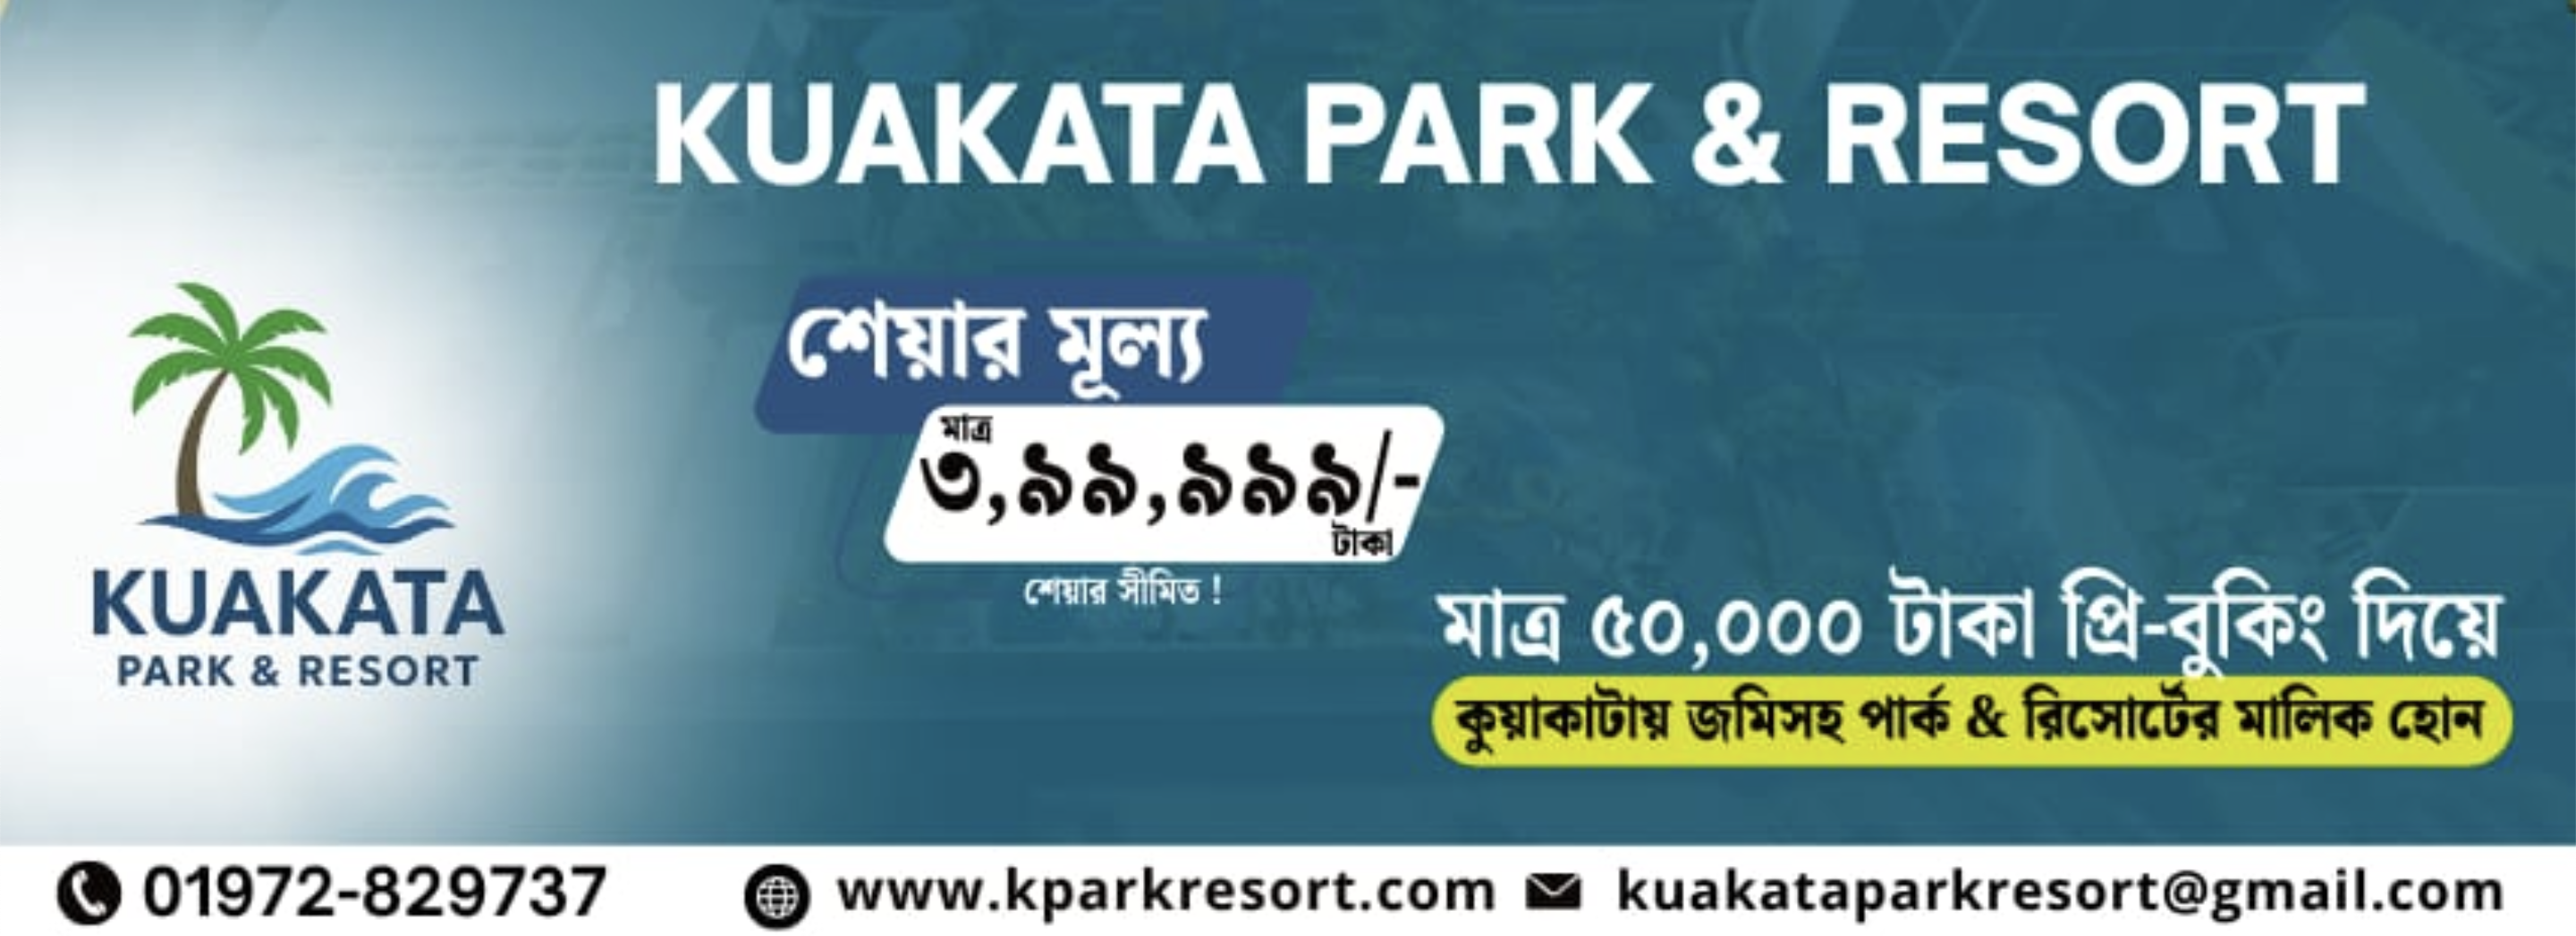 KUAKATA PARK & RESORT
শেয়ার মূল্য
মাত্র
৩,৯৯,৯৯৯/-
টাকা
শেয়ার সীমিত !
KUAKATA
PARK & RESORT
মাত্র ৫০,০০০ টাকা প্রি-বুকিং দিয়ে
কুয়াকাটায় জমিসহ পার্ক & রিসোর্টের মালিক হোন
01972-829737
www.kparkresort.com
kuakataparkresort@gmail.com